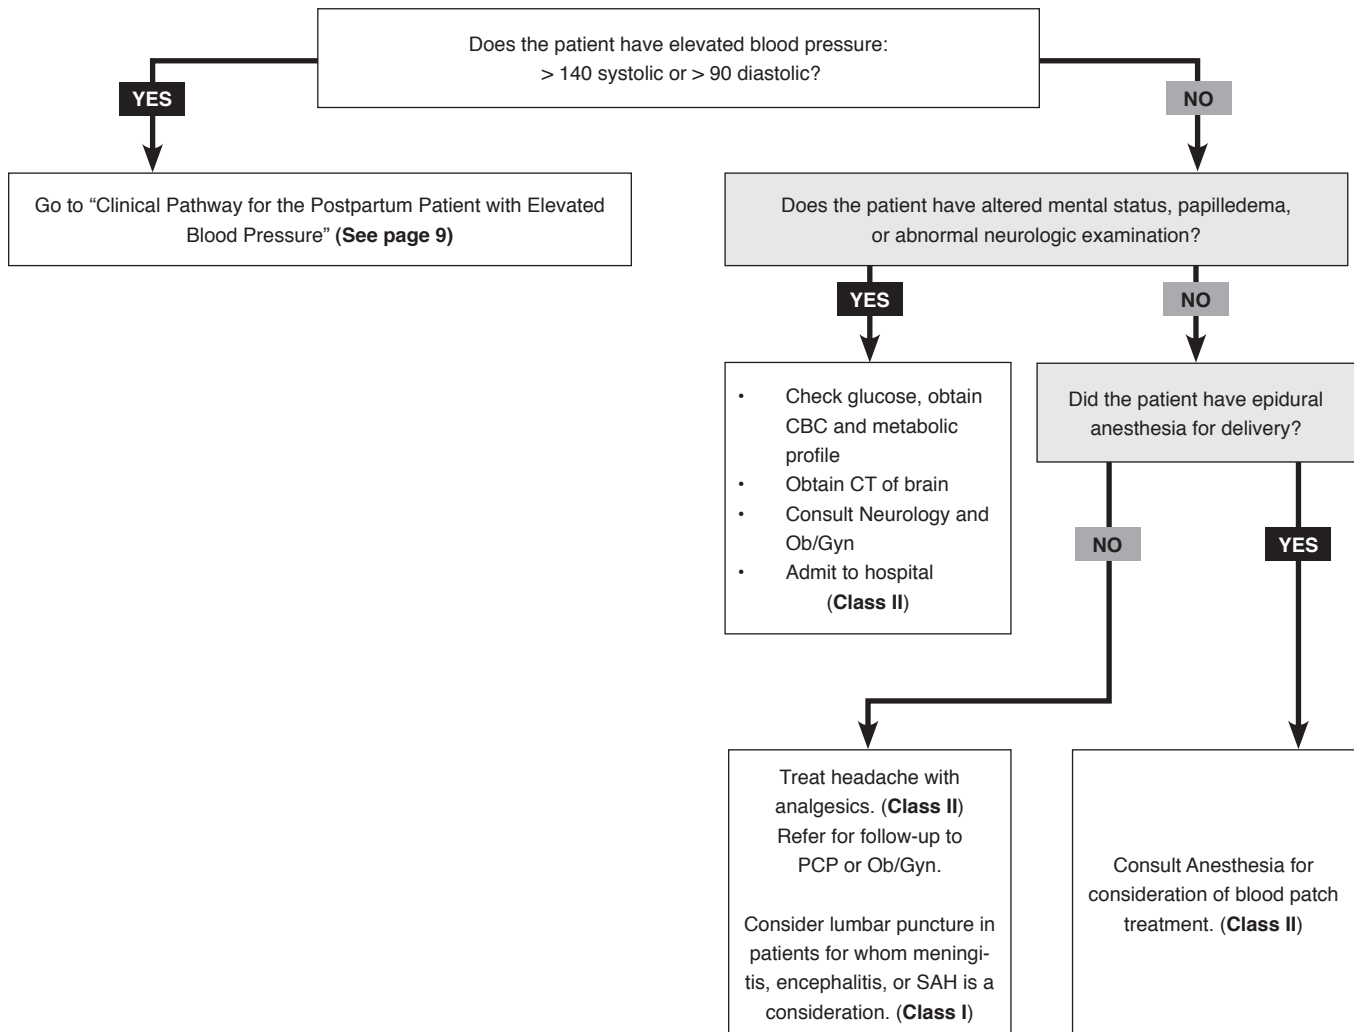 Does the patient have elevated blood pressure:
> 140 systolic or > 90 diastolic?
YES
NO
Go to “Clinical Pathway for the Postpartum Patient with Elevated
Blood Pressure” (See page 9)
Does the patient have altered mental status, papilledema,
or abnormal neurologic examination?
YES
NO
• Check glucose, obtain
CBC and metabolic
profile
• Obtain CT of brain
• Consult Neurology and
Ob/Gyn
• Admit to hospital
(Class II)
Did the patient have epidural
anesthesia for delivery?
NO
YES
Treat headache with
analgesics. (Class II)
Refer for follow-up to
PCP or Ob/Gyn.
Consider lumbar puncture in
patients for whom meningi-
tis, encephalitis, or SAH is a
consideration. (Class I)
Consult Anesthesia for
consideration of blood patch
treatment. (Class II)